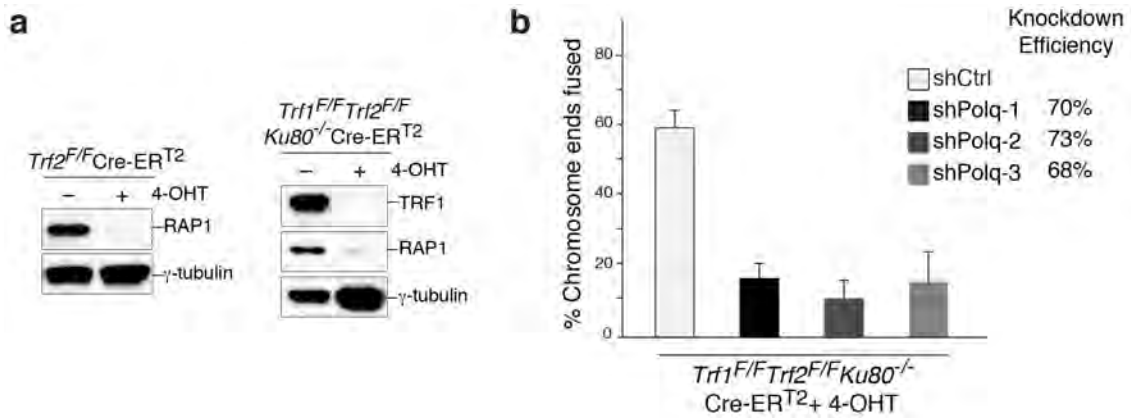 a
Trf2F/FCre-ERT2
– + 4-OHT
RAP1
γ-tubulin
Trf1F/FTrf2F/F
Ku80-/-Cre-ERT2
– + 4-OHT
TRF1
RAP1
γ-tubulin
b
% Chromosome ends fused
80
60
40
20
0
Knockdown
Efficiency
shCtrl
shPolq-1 70%
shPolq-2 73%
shPolq-3 68%
Trf1F/FTrf2F/FKu80-/-
Cre-ERT2+ 4-OHT